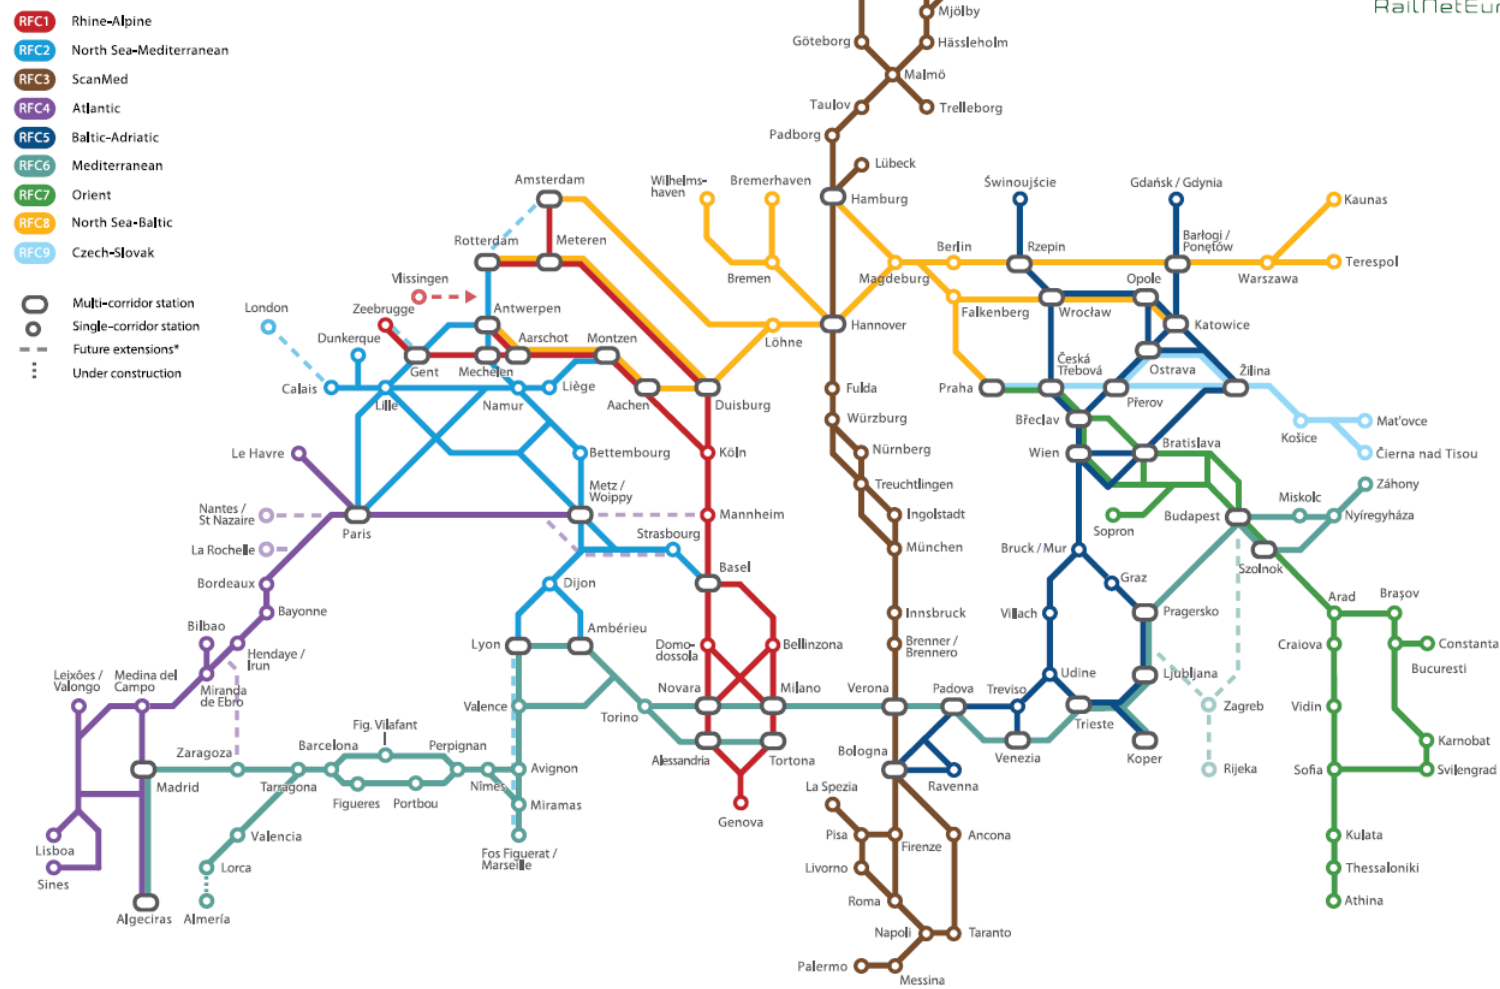 RFC1 Rhine-Alpine
RFC2 North Sea-Mediterranean
RFC3 ScanMed
RFC4 Atlantic
RFC5 Baltic-Adriatic
RFC6 Mediterranean
RFC7 Orient
RFC8 North Sea-Baltic
RFC9 Czech-Slovak
Multi-corridor station
Single-corridor station
Future extensions*
Under construction
RailNetEur
Mjölby
Göteborg
Hässleholm
Malmö
Taulov
Trelleborg
Padborg
Lübeck
Amsterdam
Wilhelms-
haven
Bremerhaven
Hamburg
Świnoujście
Gdańsk / Gdynia
Kaunas
Rotterdam
Meteren
Vlissingen
Bremen
Magdeburg
Berlin
Rzepin
Barłogi /
Ponętów
Opole
Warszawa
Terespol
London
Zeebrugge
Antwerpen
Dunkerque
Aarschot
Montzen
Löhne
Hannover
Falkenberg
Wrocław
Katowice
Gent
Mechelen
Calais
Lille
Namur
Liège
Aachen
Duisburg
Fulda
Praha
Česká
Třebová
Přerov
Ostrava
Žilina
Würzburg
Břeclav
Košice
Mat'ovce
Le Havre
Bettembourg
Köln
Nürnberg
Wien
Bratislava
Čierna nad Tisou
Metz /
Woippy
Treuchtlingen
Miskolc
Záhony
Nantes /
St Nazaire
Paris
Mannheim
Ingolstadt
Sopron
Budapest
Nyíregyháza
La Rochelle
Strasbourg
München
Bruck / Mur
Szolnok
Bordeaux
Dijon
Basel
Graz
Arad
Braşov
Bayonne
Innsbruck
Villach
Pragersko
Bilbao
Hendaye /
Irun
Lyon
Ambérieu
Domo-
dossola
Bellinzona
Brenner /
Brennero
Craiova
Constanta
Bucuresti
Leixões /
Valongo
Medina del
Campo
Miranda
de Ebro
Udine
Ljubljana
Valence
Torino
Novara
Milano
Verona
Padova
Treviso
Trieste
Zagreb
Vidin
Fig. Vilafant
Zaragoza
Barcelona
Perpignan
Alessandria
Tortona
Bologna
Venezia
Koper
Karnobat
Madrid
Tarragona
Figueres
Portbou
Nîmes
Avignon
Ravenna
Rijeka
Sofia
Svilengrad
Miramas
Genova
La Spezia
Lisboa
Valencia
Fos Figuerat /
Marseille
Pisa
Firenze
Ancona
Kulata
Sines
Lorca
Livorno
Thessaloniki
Algeciras
Almería
Roma
Athina
Napoli
Taranto
Palermo
Messina